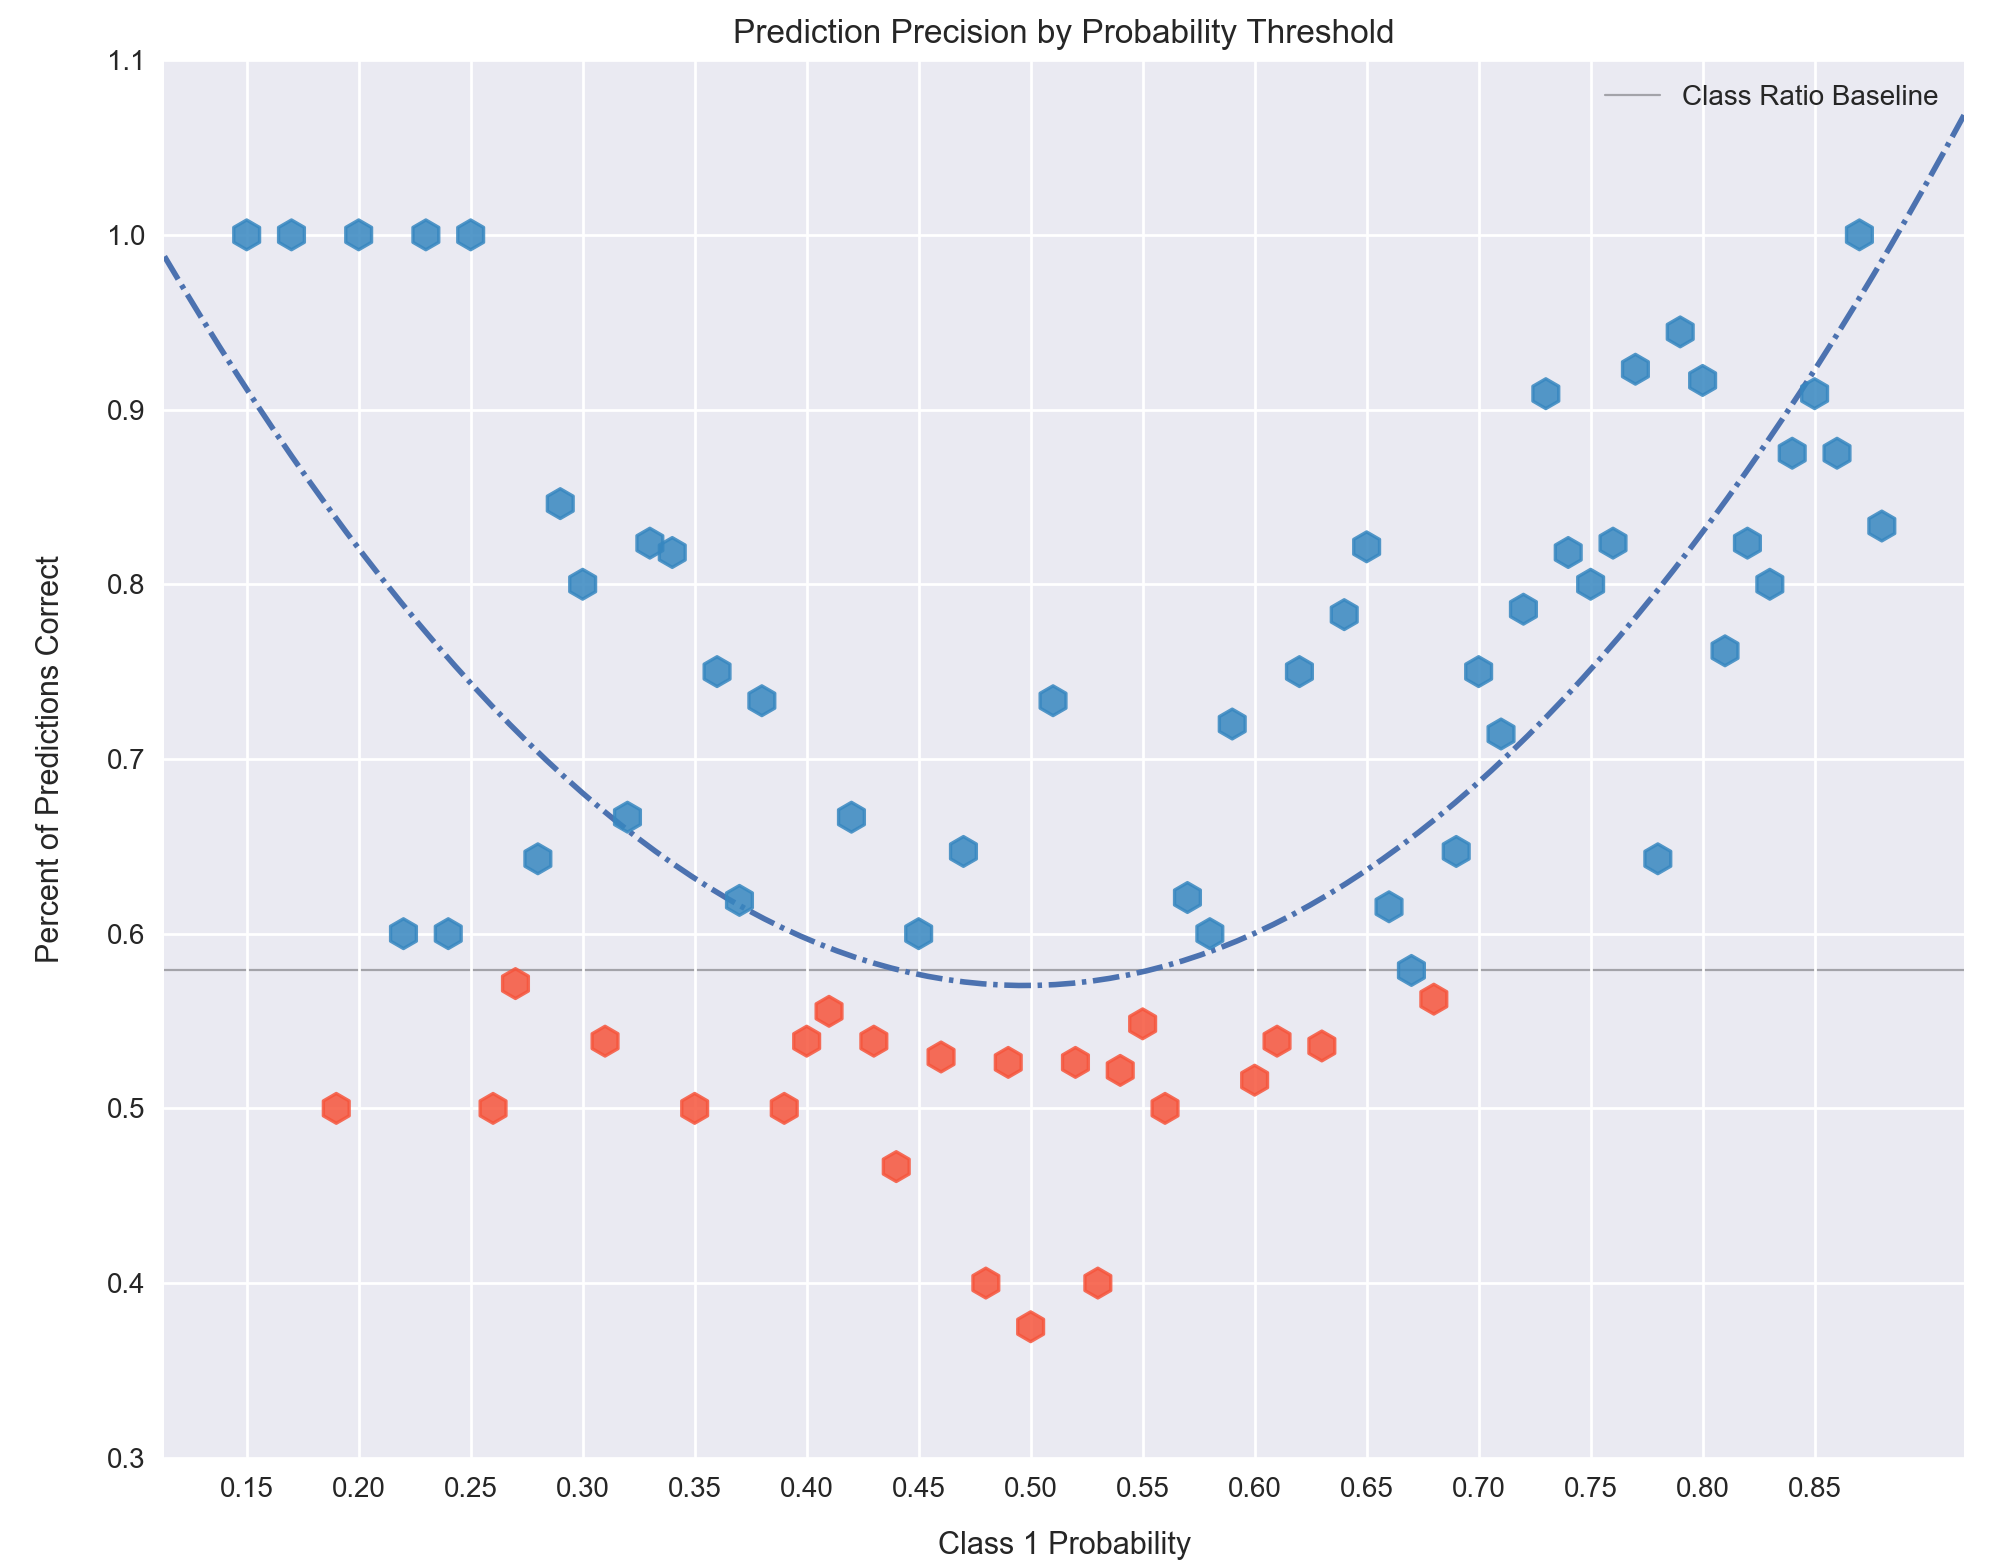 Prediction Precision by Probability Threshold
1.1
Class Ratio Baseline
1.0
0.9
0.8
0.7
0.6
0.5
0.4
0.3
Percent of Predictions Correct
0.15 0.20 0.25 0.30 0.35 0.40 0.45 0.50 0.55 0.60 0.65 0.70 0.75 0.80 0.85
Class 1 Probability